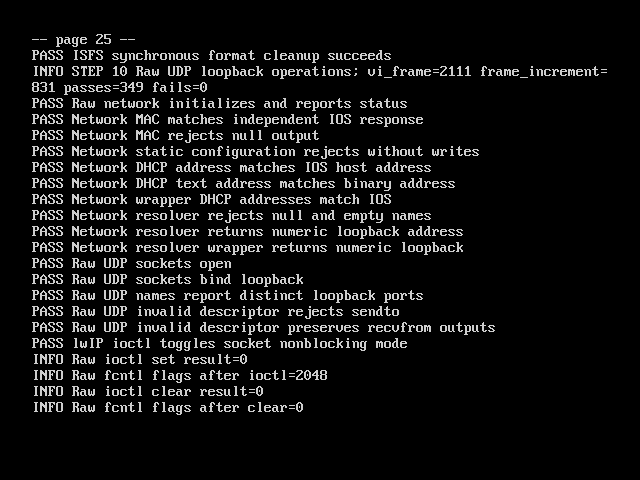 -- page 25 --
PASS ISFS synchronous format cleanup succeeds
INFO STEP 10 Raw UDP loopback operations; vi_frame=2111 frame_increment=
831 passes=349 fails=0
PASS Raw network initializes and reports status
PASS Network MAC matches independent IOS response
PASS Network MAC rejects null output
PASS Network static configuration rejects without writes
PASS Network DHCP address matches IOS host address
PASS Network DHCP text address matches binary address
PASS Network wrapper DHCP addresses match IOS
PASS Network resolver rejects null and empty names
PASS Network resolver returns numeric loopback address
PASS Network resolver wrapper returns numeric loopback
PASS Raw UDP sockets open
PASS Raw UDP sockets bind loopback
PASS Raw UDP names report distinct loopback ports
PASS Raw UDP invalid descriptor rejects sendto
PASS Raw UDP invalid descriptor preserves recvfrom outputs
PASS lwIP ioctl toggles socket nonblocking mode
INFO Raw ioctl set result=0
INFO Raw fcntl flags after ioctl=2048
INFO Raw ioctl clear result=0
INFO Raw fcntl flags after clear=0